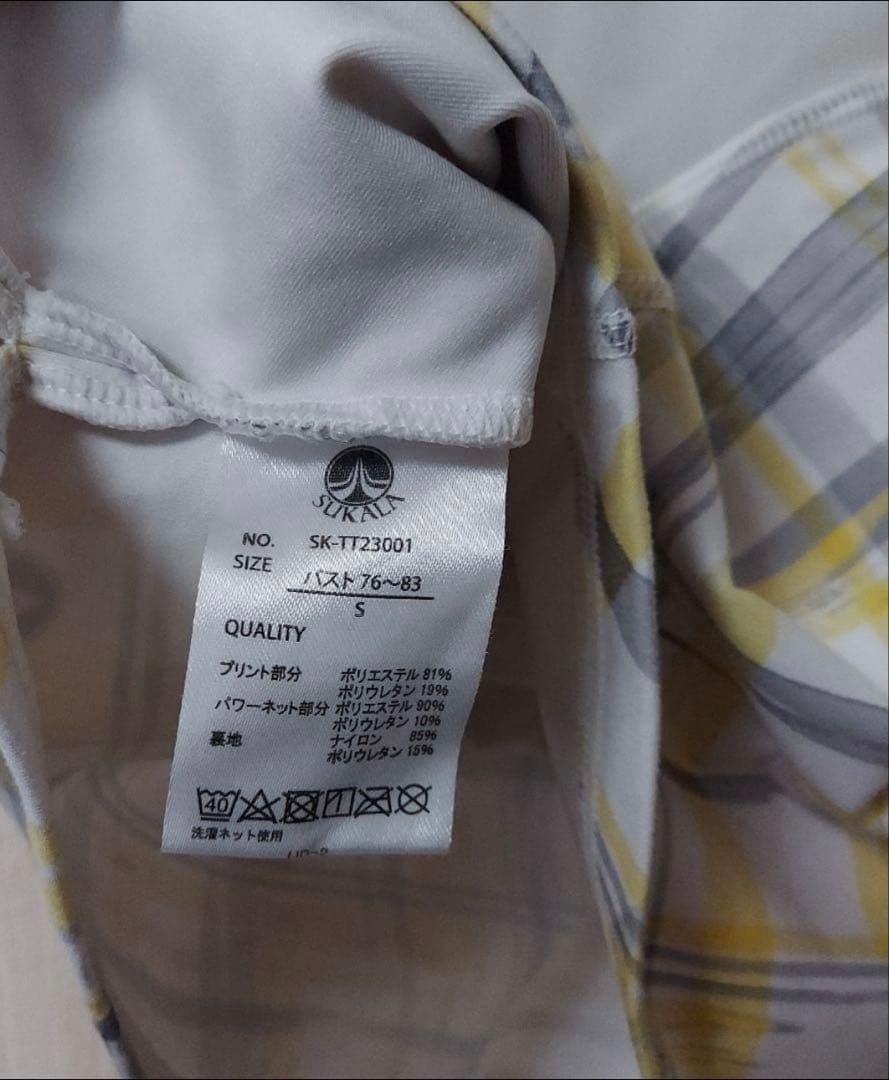 SUKALA
NO. SK-TT23001
SIZE バスト 76～83
S
QUALITY
プリント部分 ポリエステル 81%
ポリウレタン 19%
パワーネット部分 ポリエステル 90%
ポリウレタン 10%
裏地 ナイロン 85%
ポリウレタン 15%
40
洗濯ネット使用